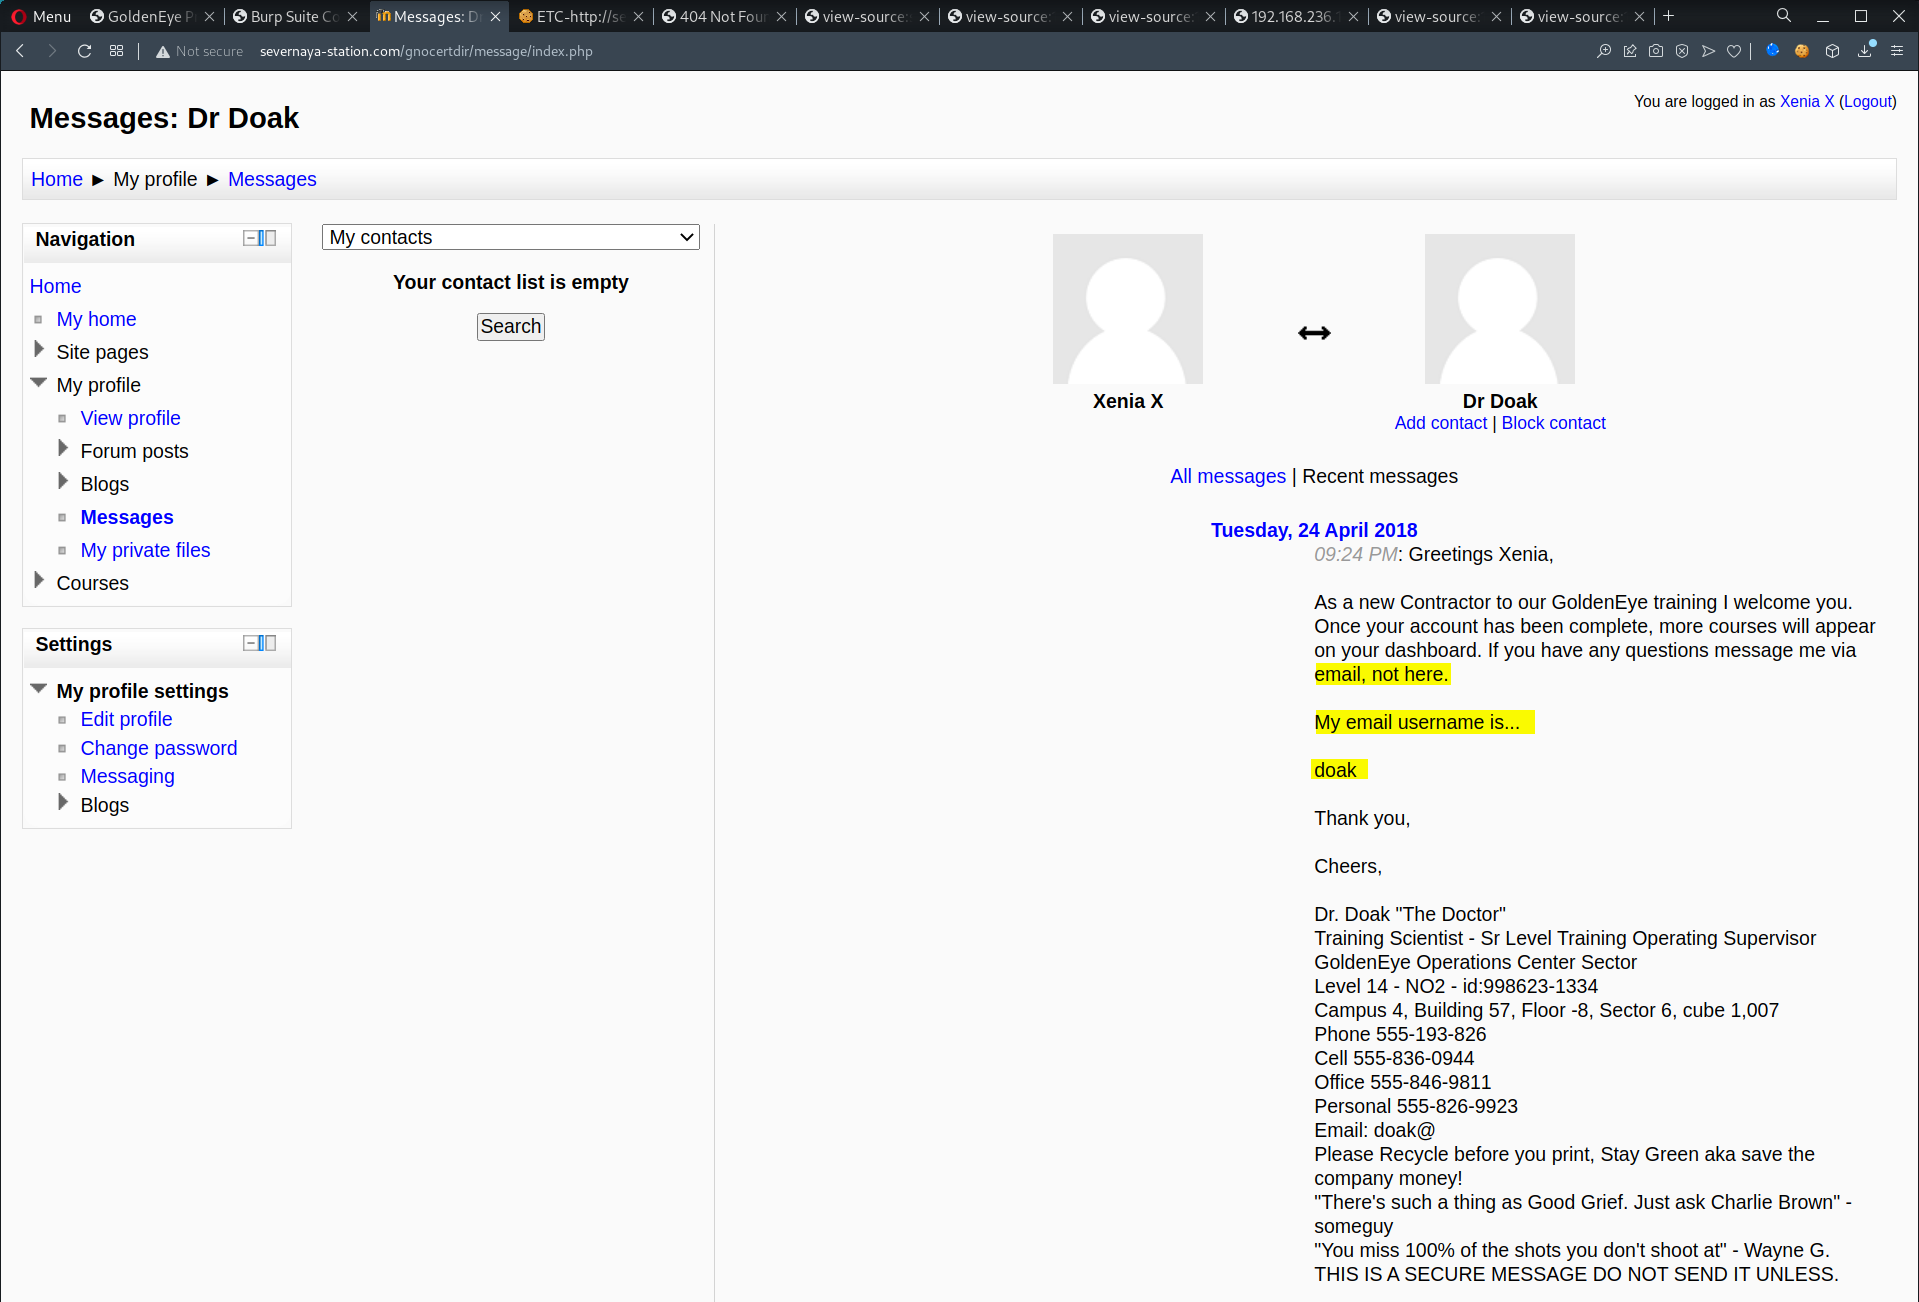 Menu
GoldenEye P
Burp Suite Co
Messages: D
ETC-http://se
404 Not Foun
view-source:
view-source:
view-source:
192.168.236.1
view-source:
view-source:
Not secure severnaya-station.com/gnocertdir/message/index.php
Messages: Dr Doak
You are logged in as Xenia X (Logout)
Home ► My profile ► Messages
Navigation
Home
My home
Site pages
My profile
View profile
Forum posts
Blogs
Messages
My private files
Courses
Settings
My profile settings
Edit profile
Change password
Messaging
Blogs
My contacts
Your contact list is empty
Search
Xenia X
Dr Doak
Add contact | Block contact
All messages | Recent messages
Tuesday, 24 April 2018
09:24 PM: Greetings Xenia,
As a new Contractor to our GoldenEye training I welcome you.
Once your account has been complete, more courses will appear
on your dashboard. If you have any questions message me via
email, not here.
My email username is...
doak
Thank you,
Cheers,
Dr. Doak "The Doctor"
Training Scientist - Sr Level Training Operating Supervisor
GoldenEye Operations Center Sector
Level 14 - NO2 - id:998623-1334
Campus 4, Building 57, Floor -8, Sector 6, cube 1,007
Phone 555-193-826
Cell 555-836-0944
Office 555-846-9811
Personal 555-826-9923
Email: doak@
Please Recycle before you print, Stay Green aka save the
company money!
"There's such a thing as Good Grief. Just ask Charlie Brown" -
someguy
"You miss 100% of the shots you don't shoot at" - Wayne G.
THIS IS A SECURE MESSAGE DO NOT SEND IT UNLESS.